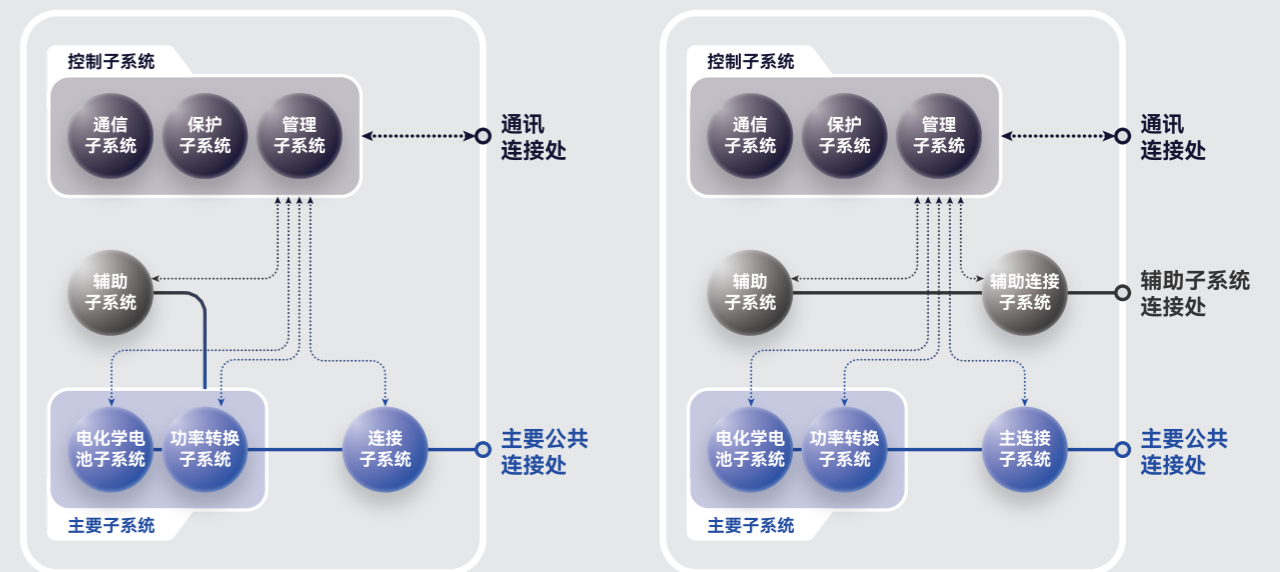 控制子系统
通信
子系统
保护
子系统
管理
子系统
通讯
连接处
辅助
子系统
电化学电
池子系统
功率转换
子系统
连接
子系统
主要公共
连接处
主要子系统
控制子系统
通信
子系统
保护
子系统
管理
子系统
通讯
连接处
辅助
子系统
辅助连接
子系统
辅助子系统
连接处
电化学电
池子系统
功率转换
子系统
主连接
子系统
主要公共
连接处
主要子系统